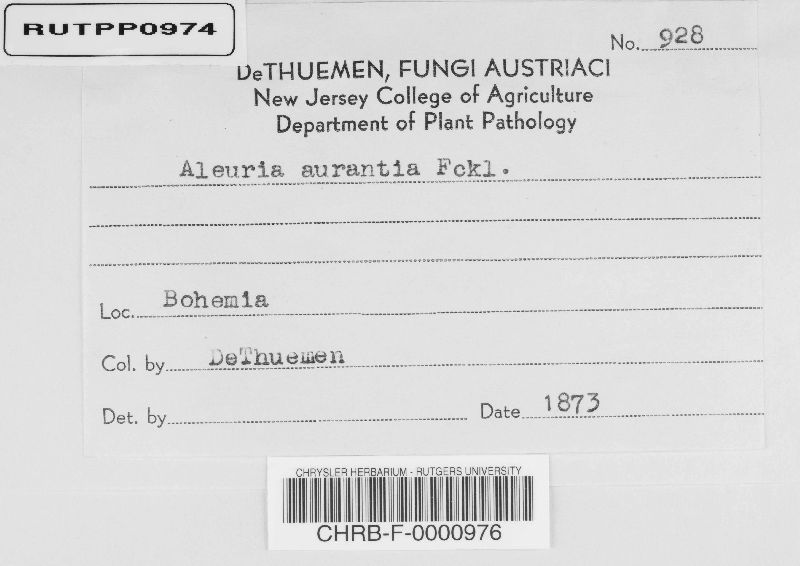 RUTPP0974
No. 928
DeTHUEMEN, FUNGI AUSTRIACI
New Jersey College of Agriculture
Department of Plant Pathology
Aleuria aurantia Fckl.
Loc. Bohemia
Col. by DeThuemen
Det. by
Date 1873
CHRYSLER HERBARIUM - RUTGERS UNIVERSITY
CHRB-F-0000976